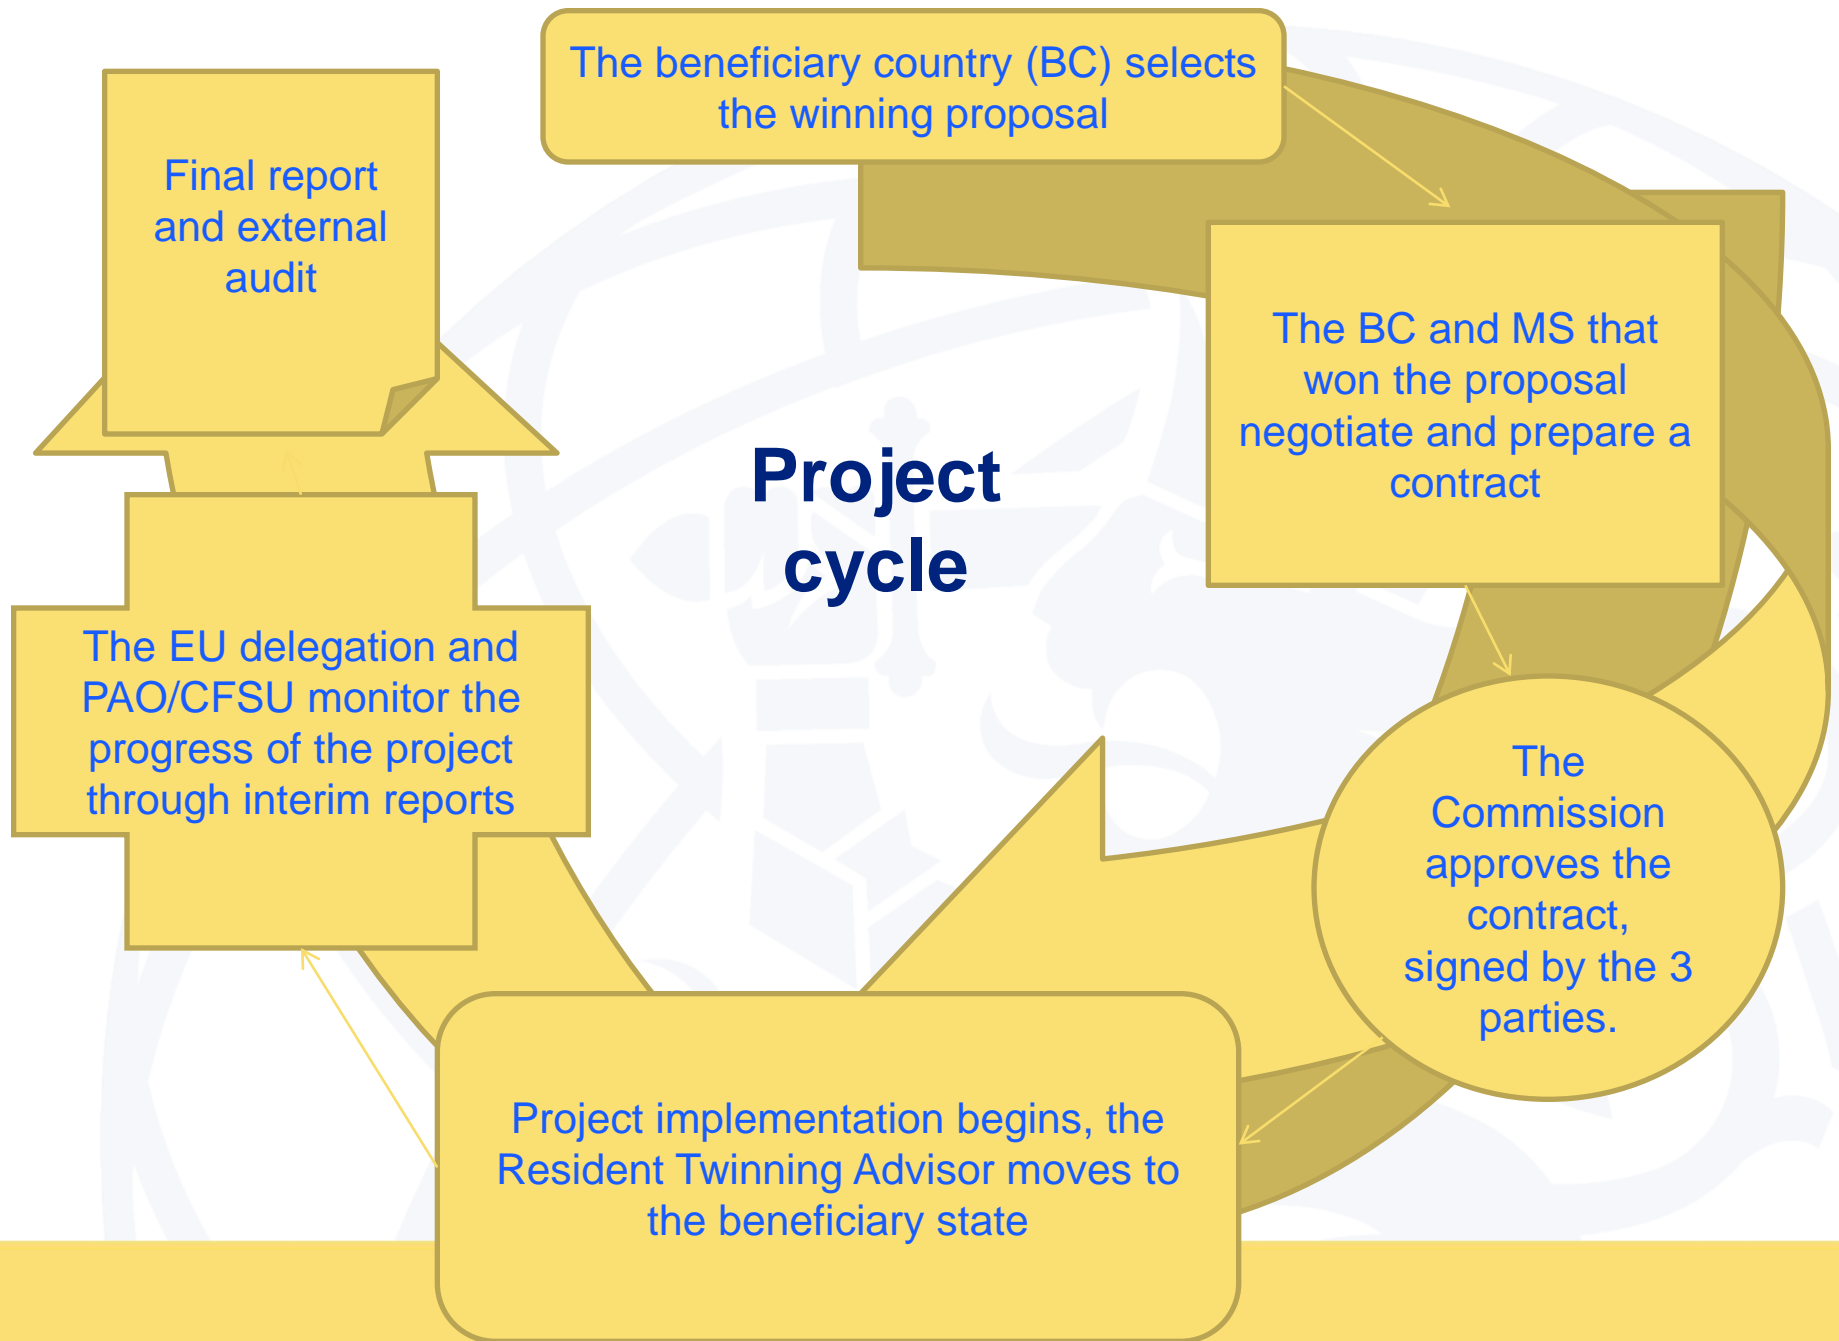 The beneficiary country (BC) selects
the winning proposal
The BC and MS that
won the proposal
negotiate and prepare a
contract
The
Commission
approves the
contract,
signed by the 3
parties.
Project implementation begins, the
Resident Twinning Advisor moves to
the beneficiary state
The EU delegation and
PAO/CFSU monitor the
progress of the project
through interim reports
Final report
and external
audit
Project
cycle